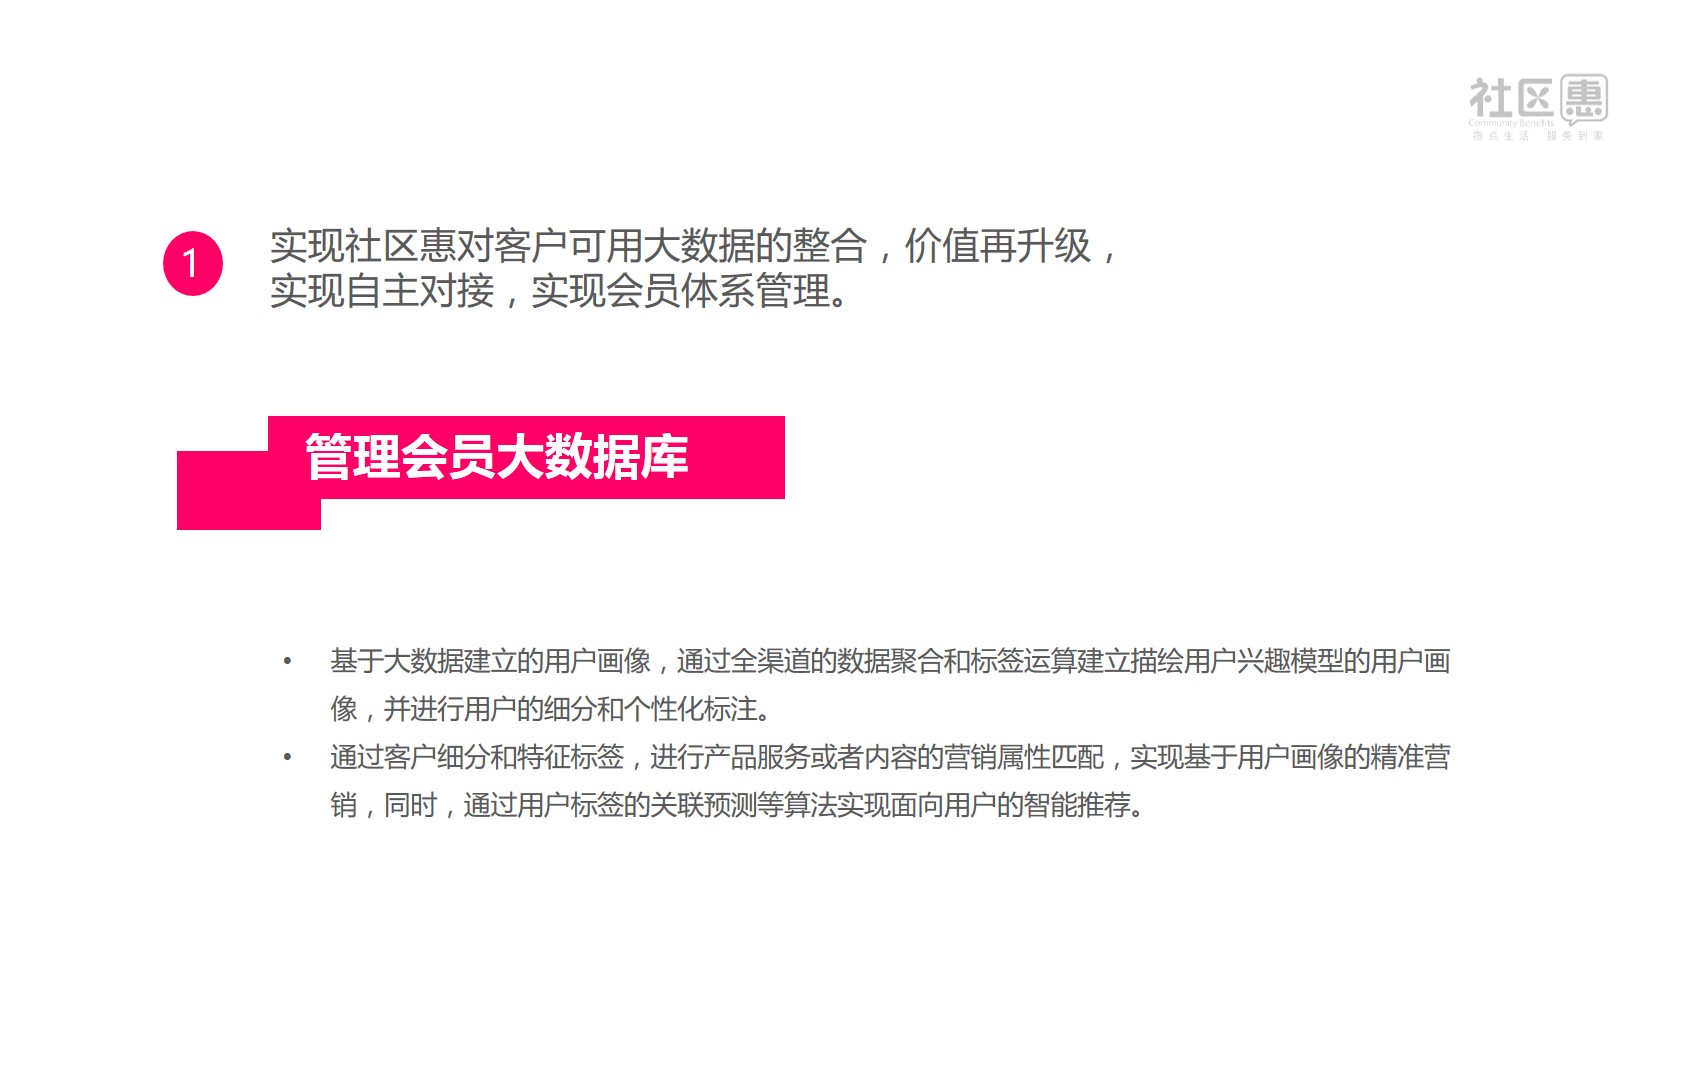 社区惠
Community Benefits
指点生活 服务到家
1
实现社区惠对客户可用大数据的整合，价值再升级，
实现自主对接，实现会员体系管理。
管理会员大数据库
• 基于大数据建立的用户画像，通过全渠道的数据聚合和标签运算建立描绘用户兴趣模型的用户画
像，并进行用户的细分和个性化标注。
• 通过客户细分和特征标签，进行产品服务或者内容的营销属性匹配，实现基于用户画像的精准营
销，同时，通过用户标签的关联预测等算法实现面向用户的智能推荐。